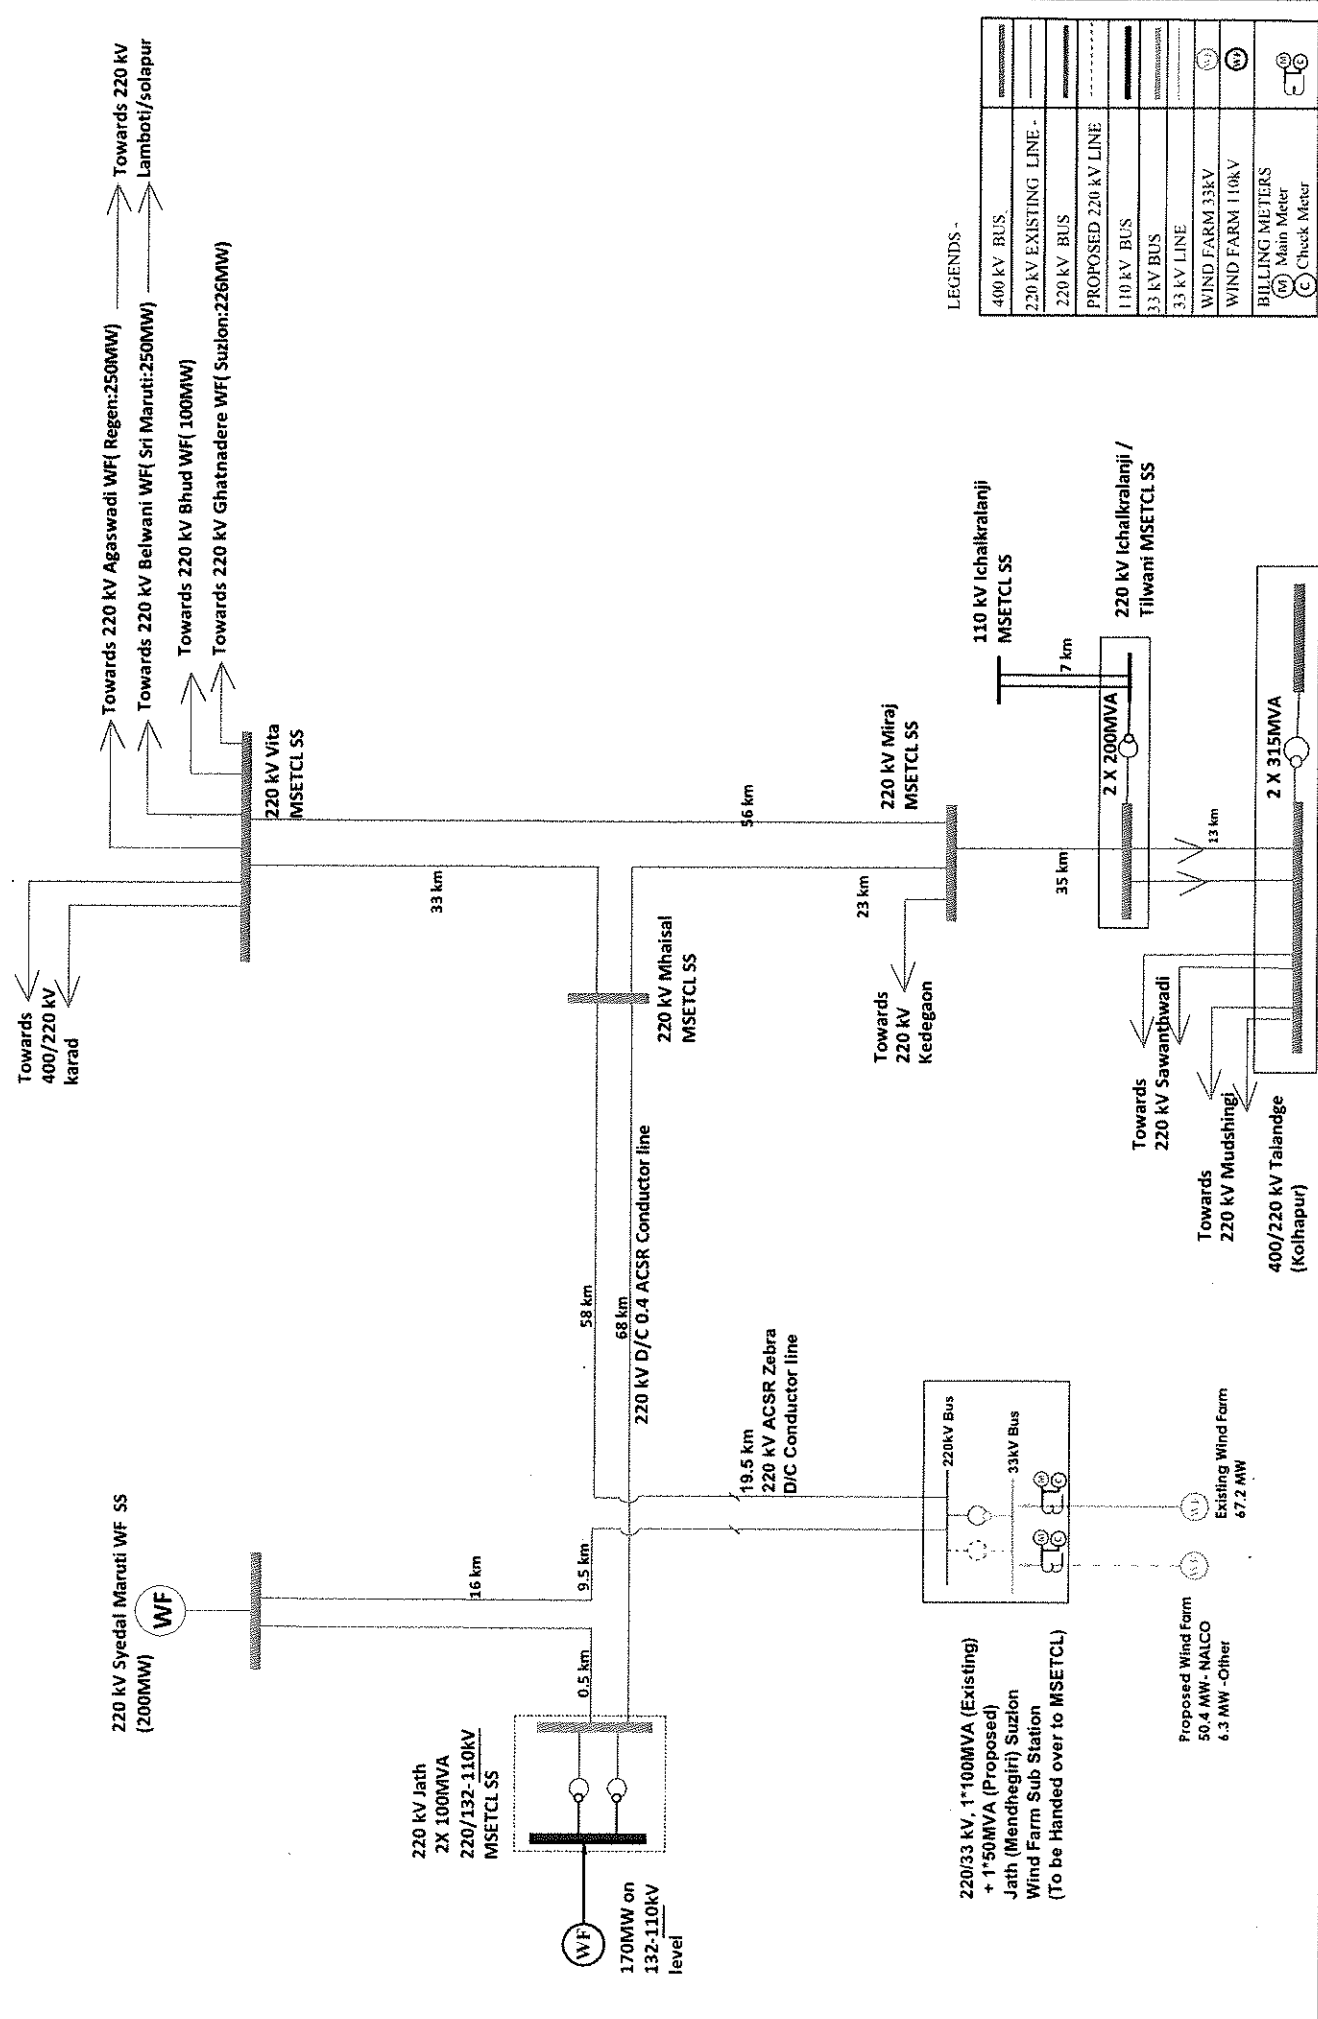 Towards
400/220 kV
karad
Towards 220 kV Agaswadi WF( Regen:250MW)
Towards 220 kV
Lamboti/solapur
Towards 220 kV Belwani WF( Sri Maruti:250MW)
Towards 220 kV Bhud WF( 100MW)
Towards 220 kV Ghatnadere WF( Suzlon:226MW)
220 kV Vita
MSETCL SS
33 km
56 km
220 kV Syedal Maruti WF SS
(200MW)
WF
16 km
9.5 km
0.5 km
58 km
68 km
220 kV D/C 0.4 ACSR Conductor line
220 kV Mhaisal
MSETCL SS
220 kV Jath
2X 100MVA
220/132-110kV
MSETCL SS
WF
170MW on
132-110kV
level
19.5 km
220 kV ACSR Zebra
D/C Conductor line
23 km
220 kV Miraj
MSETCL SS
Towards
220 kV
Kedegaon
35 km
110 kV Ichalkralanji
MSETCL SS
7 km
2 X 200MVA
220 kV Ichalkralanji /
Tilwani MSETCL SS
13 km
2 X 315MVA
Towards
220 kV Sawanthwadi
Towards
220 kV Mudshingi
400/220 kV Talandge
(Kolhapur)
220kV Bus
33kV Bus
M
C
M
C
220/33 kV, 1*100MVA (Existing)
+ 1*50MVA (Proposed)
Jath (Mendhegiri) Suzlon
Wind Farm Sub Station
(To be Handed over to MSETCL)
WF
Proposed Wind Farm
50.4 MW- NALCO
6.3 MW -Other
WF
Existing Wind Farm
67.2 MW
LEGENDS -
400 kV BUS
220 kV EXISTING LINE -
220 kV BUS
PROPOSED 220 kV LINE
110 kV BUS
33 kV BUS
33 kV LINE
WIND FARM 33kV
WF
WIND FARM 110kV
WF
BILLING METERS
M Main Meter
C Check Meter
M
C